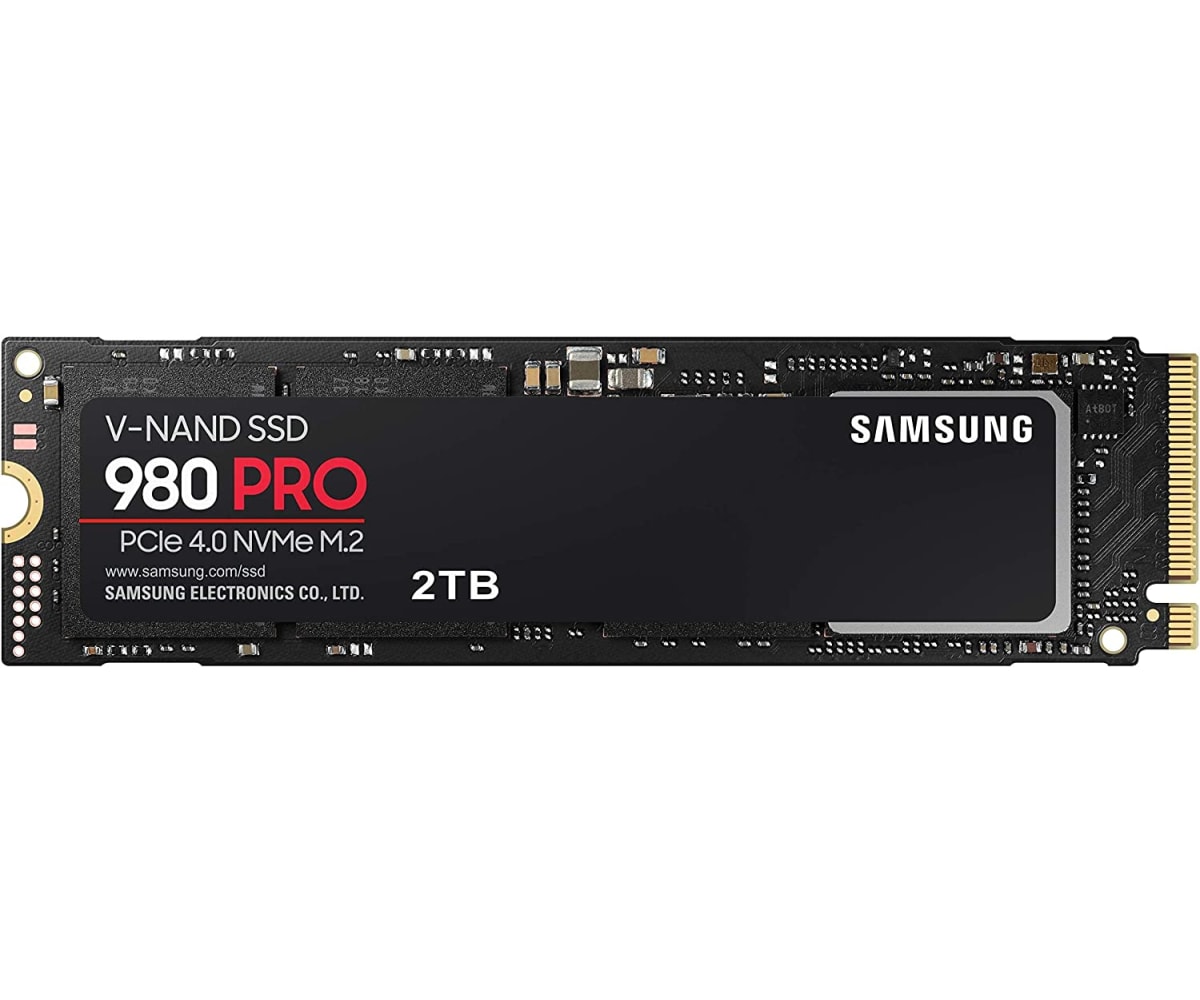 V-NAND SSD
980 PRO
PCIe 4.0 NVMe M.2
www.samsung.com/ssd
SAMSUNG ELECTRONICS CO., LTD.
2TB
SAMSUNG
AtBOT